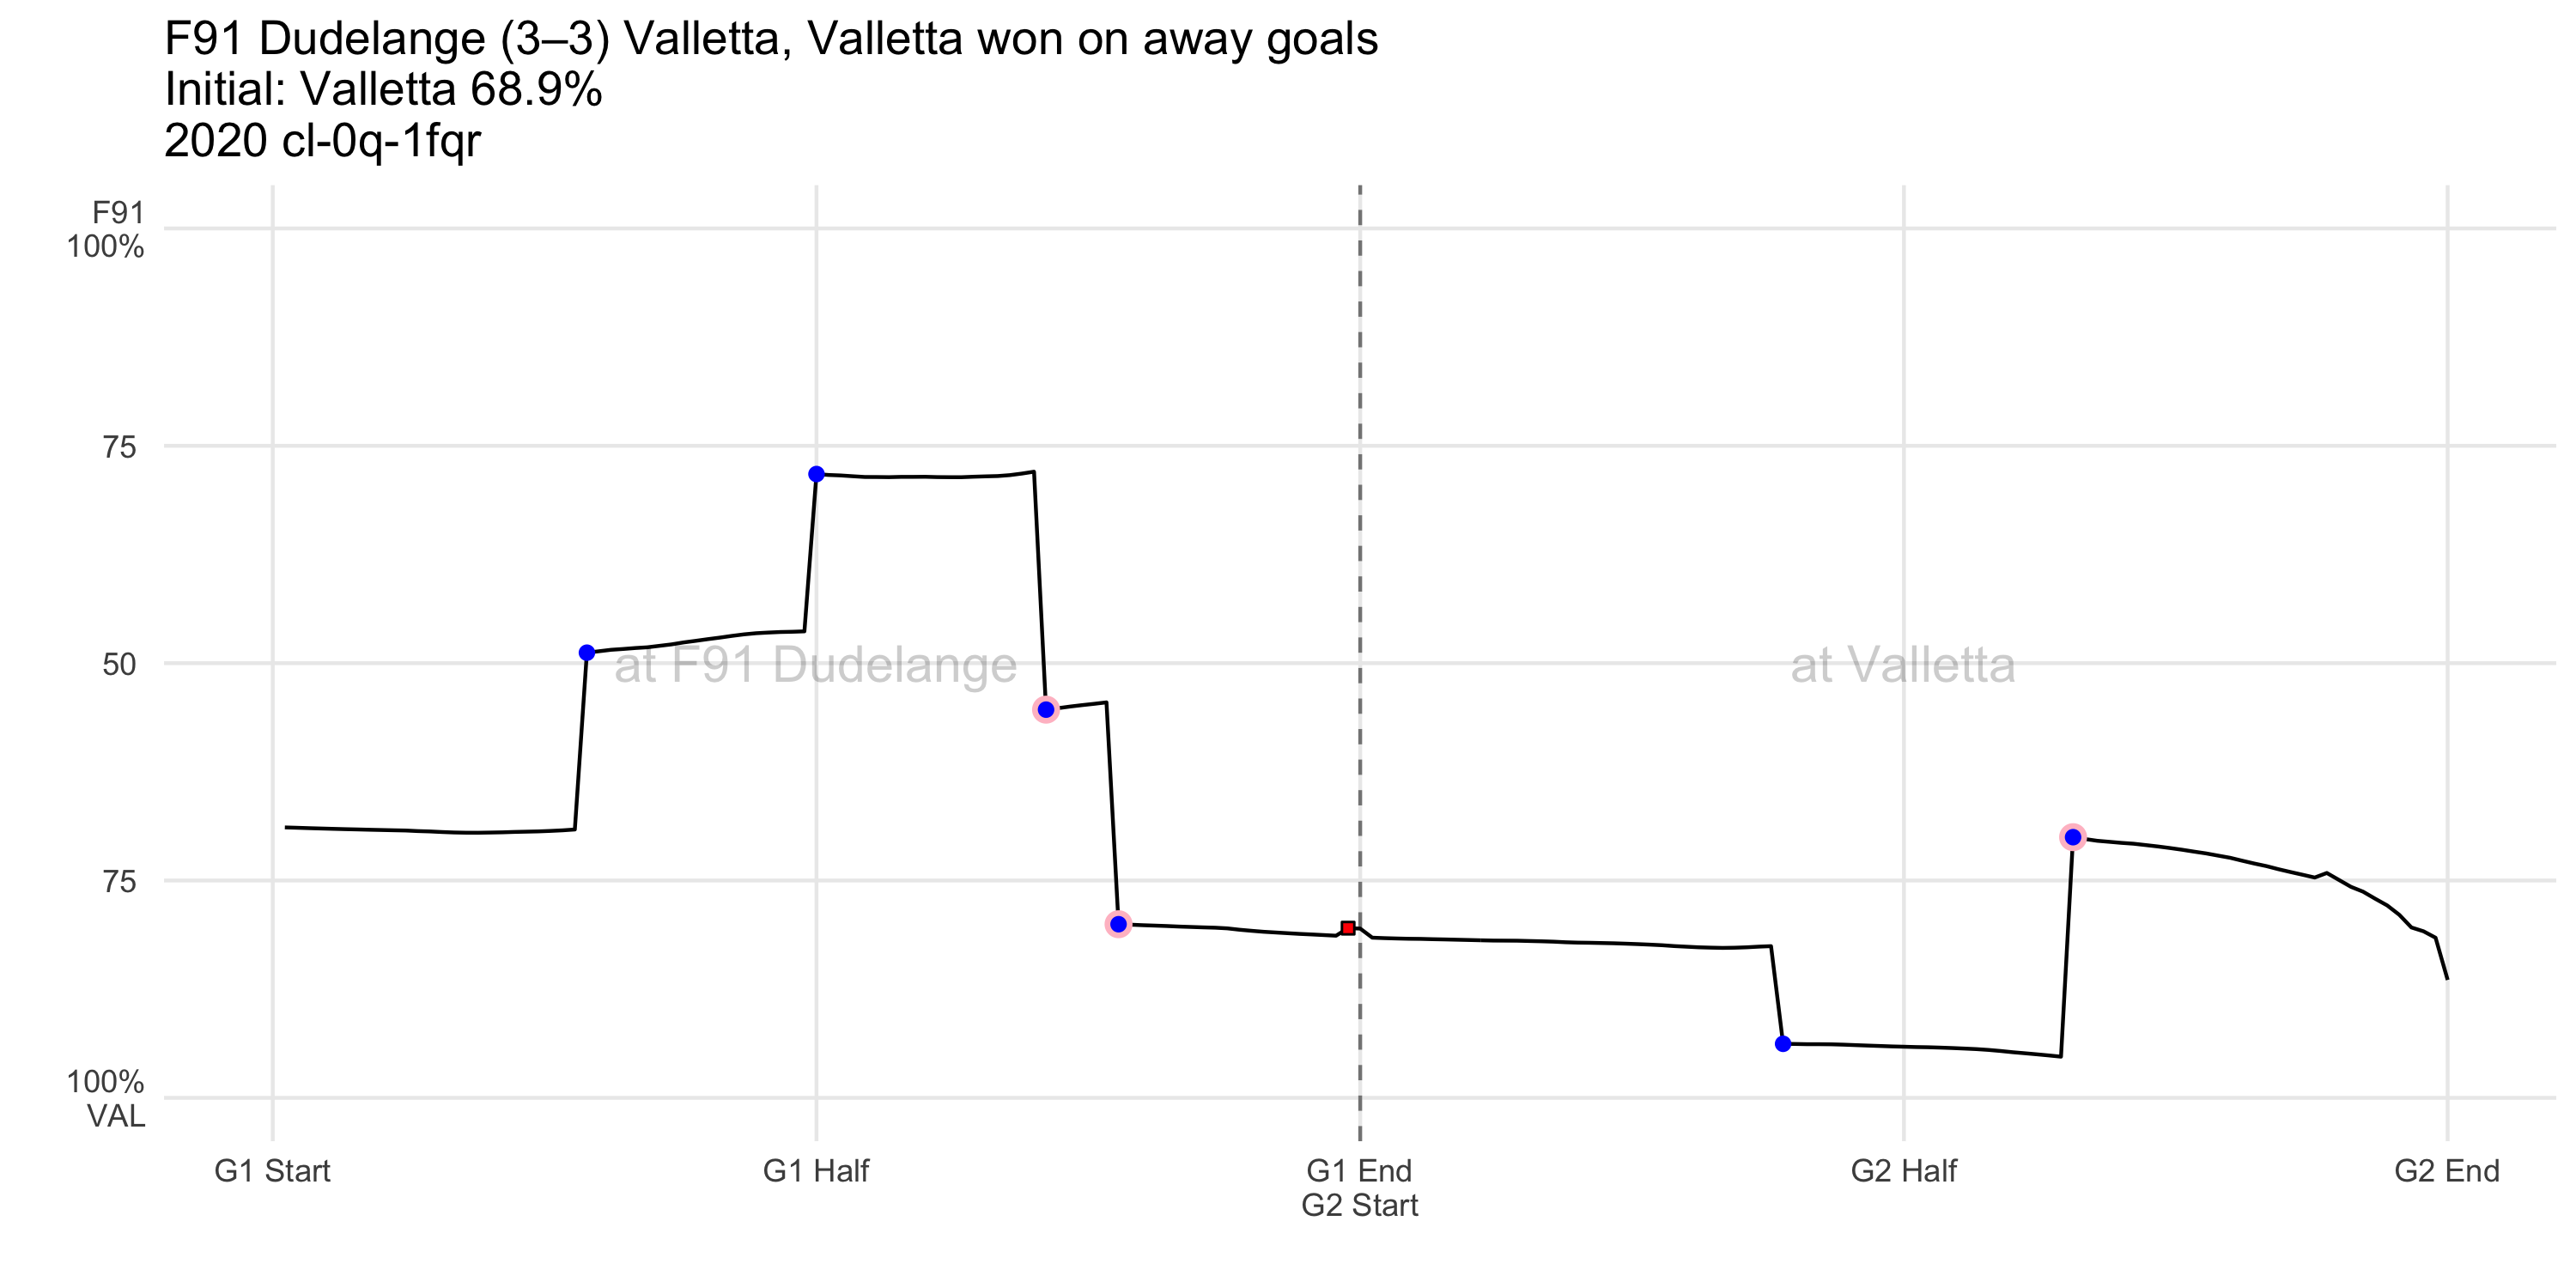 F91 Dudelange (3–3) Valletta, Valletta won on away goals
Initial: Valletta 68.9%
2020 cl-0q-1fqr
F91
100%
75
50
75
100%
VAL
at F91 Dudelange
at Valletta
G1 Start
G1 Half
G1 End
G2 Start
G2 Half
G2 End